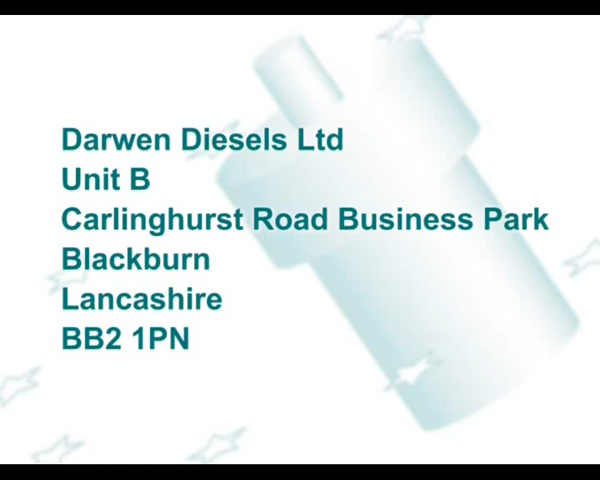 Darwen Diesels Ltd
Unit B
Carlinghurst Road Business Park
Blackburn
Lancashire
BB2 1PN